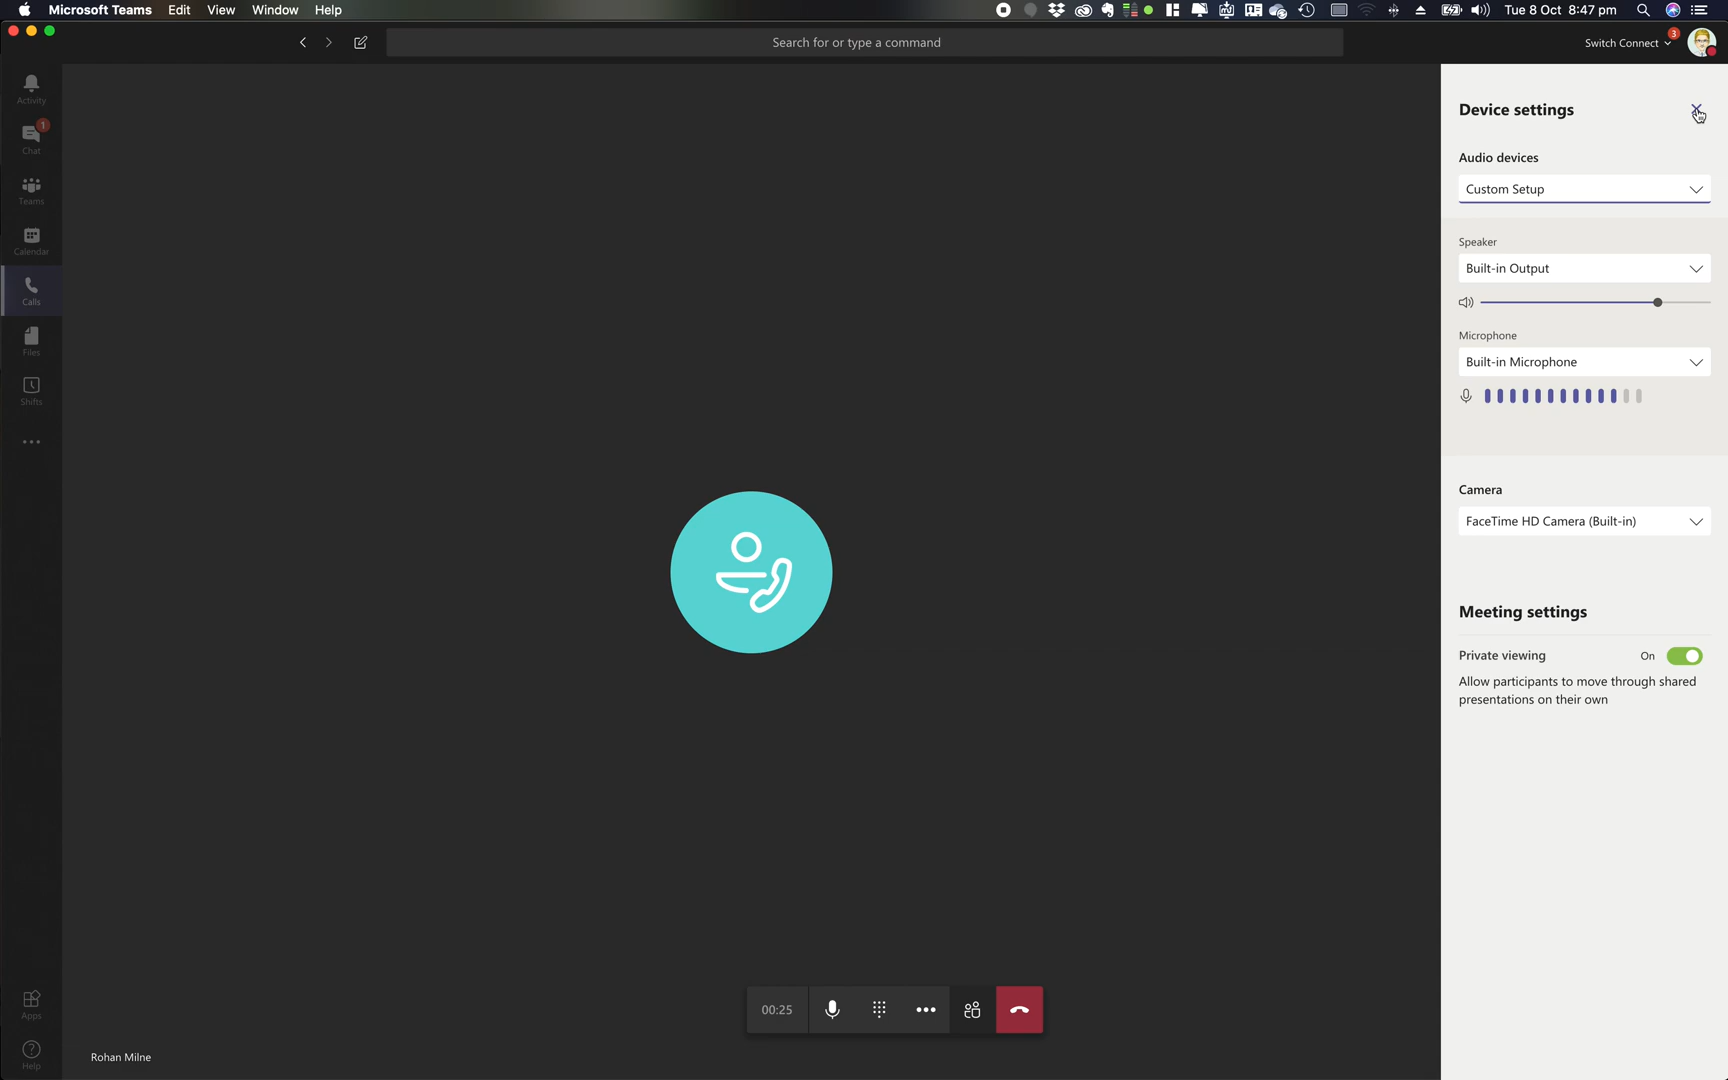 Microsoft Teams Edit View Window Help
Tue 8 Oct 8:47 pm
Search for or type a command
Switch Connect
3
Activity
1
Chat
Teams
Calendar
Calls
Files
Shifts
Apps
Help
Rohan Milne
00:25
Device settings
Audio devices
Custom Setup
Speaker
Built-in Output
Microphone
Built-in Microphone
Camera
FaceTime HD Camera (Built-in)
Meeting settings
Private viewing On
Allow participants to move through shared
presentations on their own